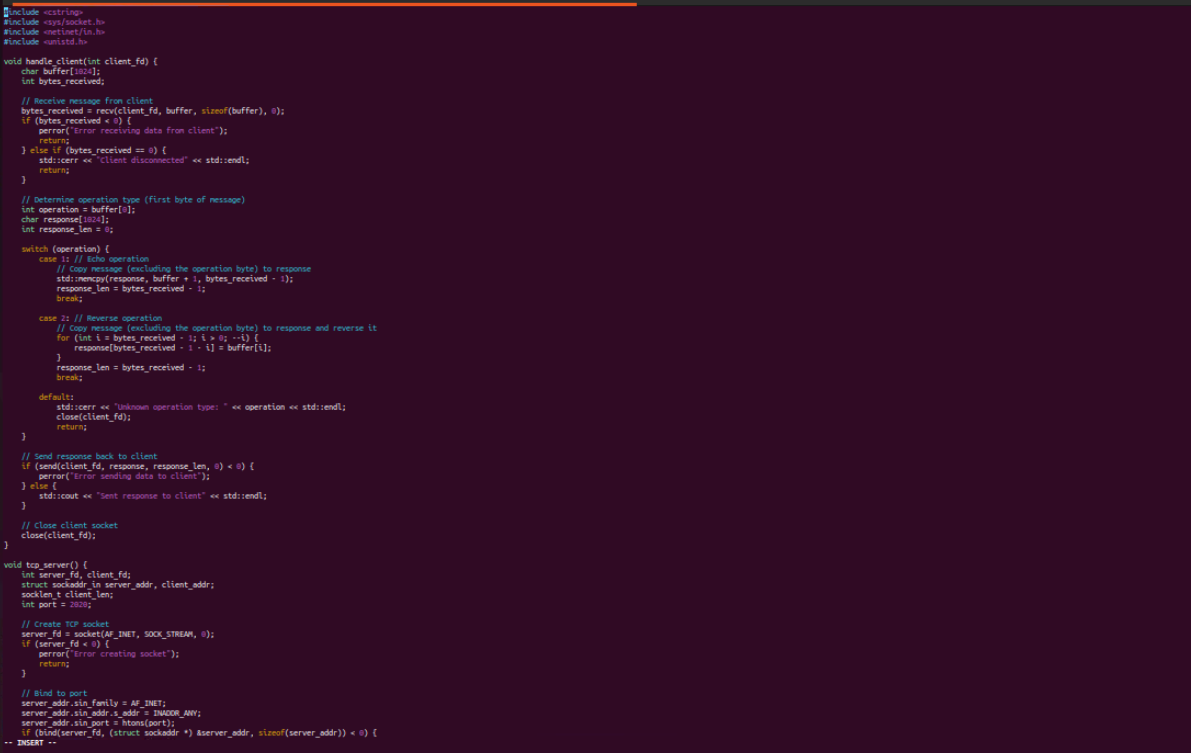 #include <cstring>
#include <sys/socket.h>
#include <netinet/in.h>
#include <unistd.h>
void handle_client(int client_fd) {
    char buffer[1024];
    int bytes_received;
    // Receive message from client
    bytes_received = recv(client_fd, buffer, sizeof(buffer), 0);
    if (bytes_received < 0) {
        perror("Error receiving data from client");
        return;
    } else if (bytes_received == 0) {
        std::cerr << "Client disconnected" << std::endl;
        return;
    }
    // Determine operation type (first byte of message)
    int operation = buffer[0];
    char response[1024];
    int response_len = 0;
    switch (operation) {
        case 1: // Echo operation
            // Copy message (excluding the operation byte) to response
            std::memcpy(response, buffer + 1, bytes_received - 1);
            response_len = bytes_received - 1;
            break;
        case 2: // Reverse operation
            // Copy message (excluding the operation byte) to response and reverse it
            for (int i = bytes_received - 1; i > 0; --i) {
                response[bytes_received - 1 - i] = buffer[i];
            }
            response_len = bytes_received - 1;
            break;
        default:
            std::cerr << "Unknown operation type: " << operation << std::endl;
            close(client_fd);
            return;
    }
    // Send response back to client
    if (send(client_fd, response, response_len, 0) < 0) {
        perror("Error sending data to client");
    } else {
        std::cout << "Sent response to client" << std::endl;
    }
    // Close client socket
    close(client_fd);
}
void tcp_server() {
    int server_fd, client_fd;
    struct sockaddr_in server_addr, client_addr;
    socklen_t client_len;
    int port = 2020;
    // Create TCP socket
    server_fd = socket(AF_INET, SOCK_STREAM, 0);
    if (server_fd < 0) {
        perror("Error creating socket");
        return;
    }
    // Bind to port
    server_addr.sin_family = AF_INET;
    server_addr.sin_addr.s_addr = INADDR_ANY;
    server_addr.sin_port = htons(port);
    if (bind(server_fd, (struct sockaddr *) &server_addr, sizeof(server_addr)) < 0) {
-- INSERT --